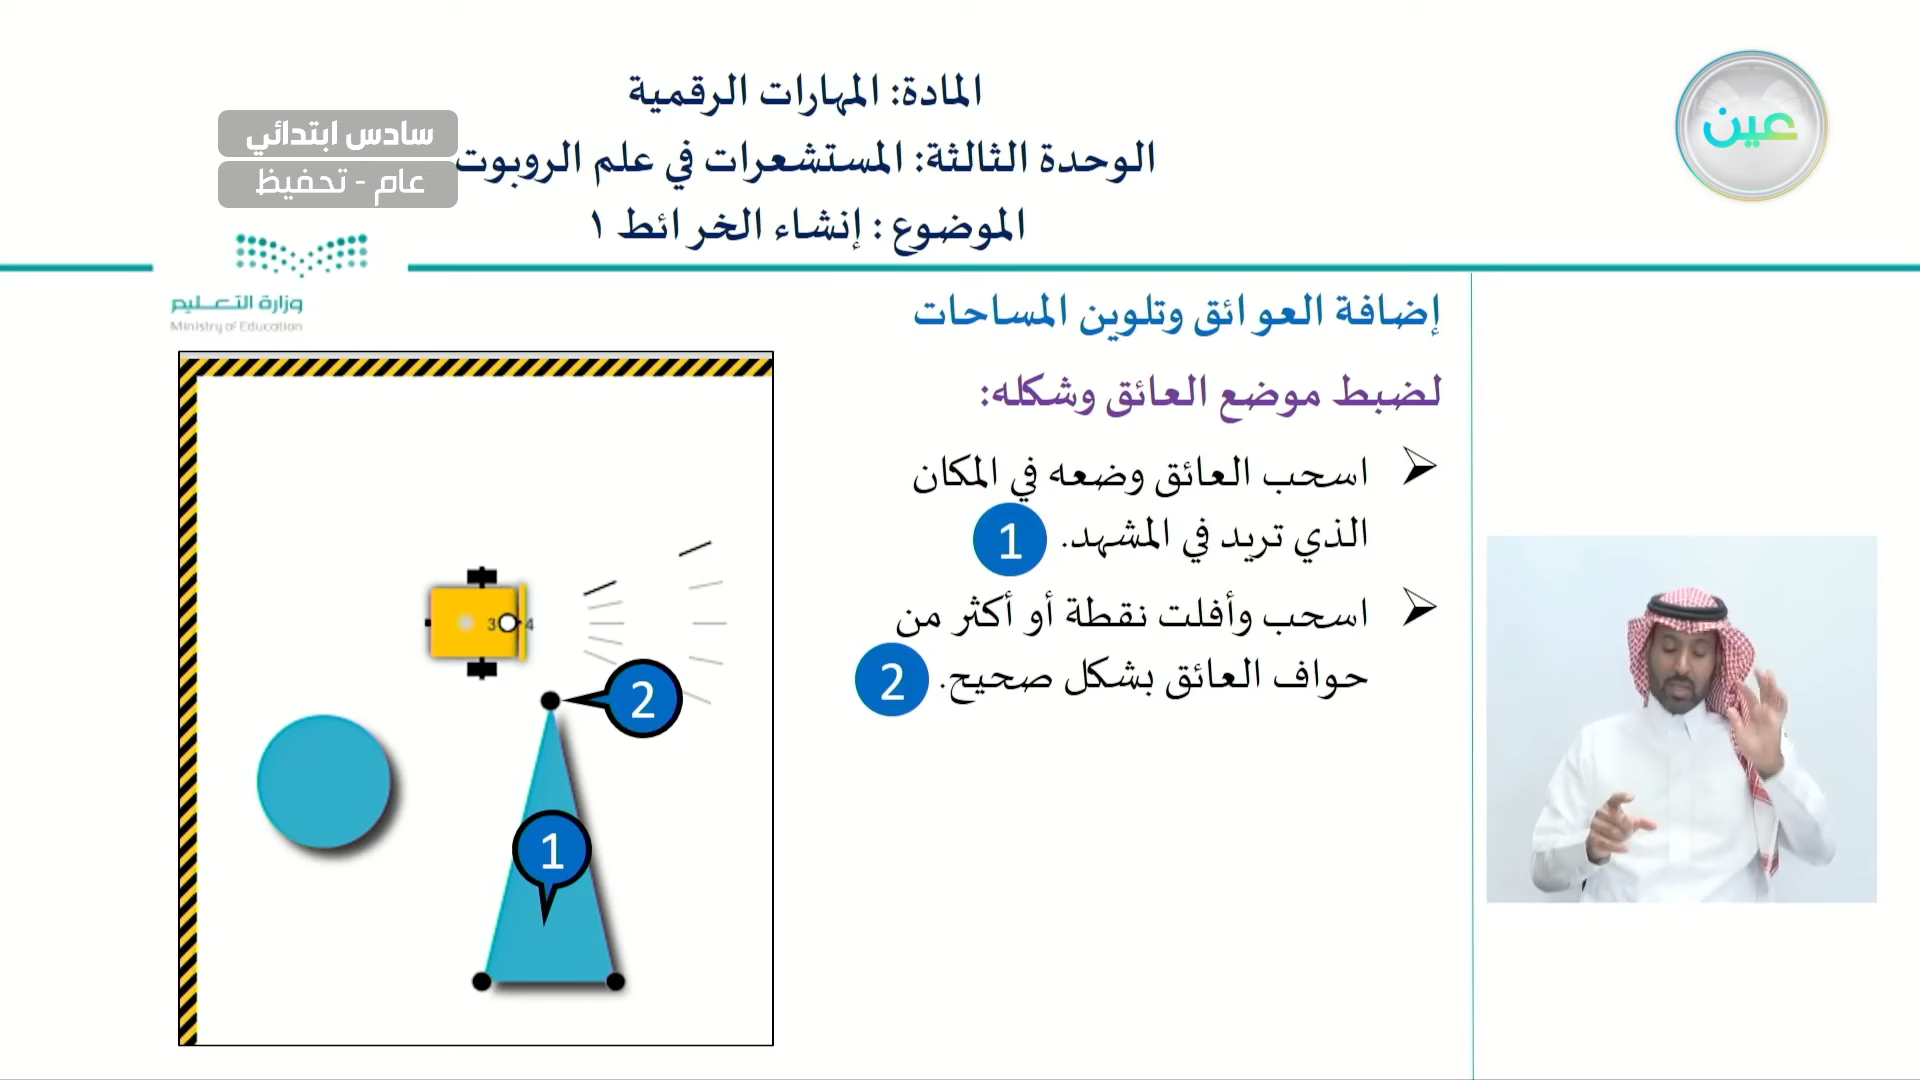 المادة: المهارات الرقمية
الوحدة الثالثة: المستشعرات في علم الروبوت
الموضوع : إنشاء الخرائط ١
عين
سادس ابتدائي
عام - تحفيظ
وزارة التعليم
Ministry of Education
إضافة العوائق وتلوين المساحات
لضبط موضع العائق وشكله:
اسحب العائق وضعه في المكان
الذي تريد في المشهد. 1
اسحب وأفلت نقطة أو أكثر من
حواف العائق بشكل صحيح. 2
3 4
2
1